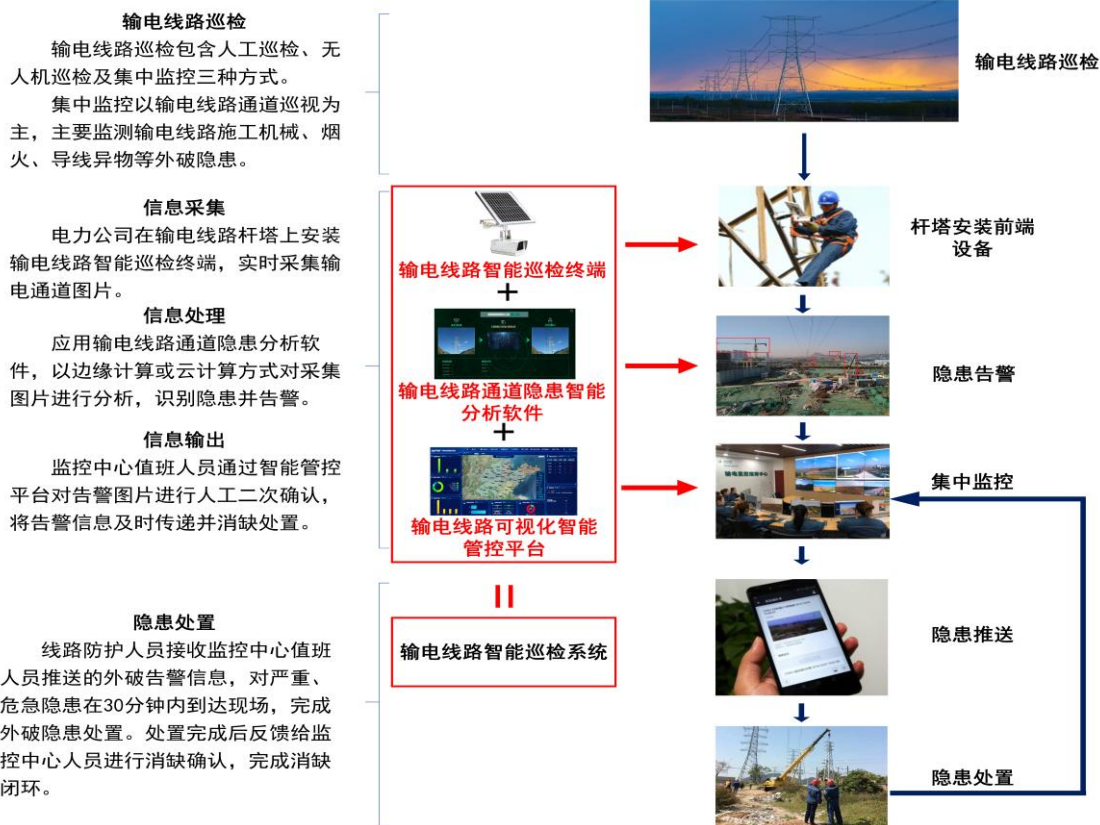 输电线路巡检
输电线路巡检包含人工巡检、无
人机巡检及集中监控三种方式。
集中监控以输电线路通道巡视为
主，主要监测输电线路施工机械、烟
火、导线异物等外破隐患。
信息采集
电力公司在输电线路杆塔上安装
输电线路智能巡检终端，实时采集输
电通道图片。
信息处理
应用输电线路通道隐患分析软
件，以边缘计算或云计算方式对采集
图片进行分析，识别隐患并告警。
信息输出
监控中心值班人员通过智能管控
平台对告警图片进行人工二次确认，
将告警信息及时传递并消缺处置。
隐患处置
线路防护人员接收监控中心值班
人员推送的外破告警信息，对严重、
危急隐患在30分钟内到达现场，完成
外破隐患处置。处置完成后反馈给监
控中心人员进行消缺确认，完成消缺
闭环。
输电线路智能巡检终端
+
输电线路通道隐患智能
分析软件
+
输电线路可视化智能
管控平台
输电线路智能巡检系统
输电线路巡检
杆塔安装前端
设备
隐患告警
集中监控
隐患推送
隐患处置